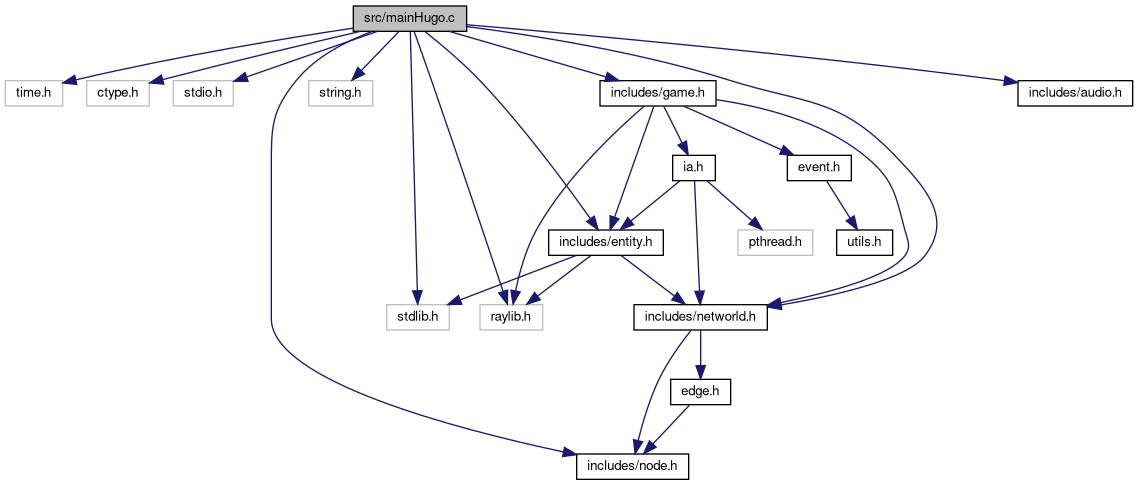 src/mainHugo.c
time.h
ctype.h
stdio.h
string.h
includes/game.h
includes/audio.h
ia.h
event.h
includes/entity.h
pthread.h
utils.h
stdlib.h
raylib.h
includes/networld.h
edge.h
includes/node.h